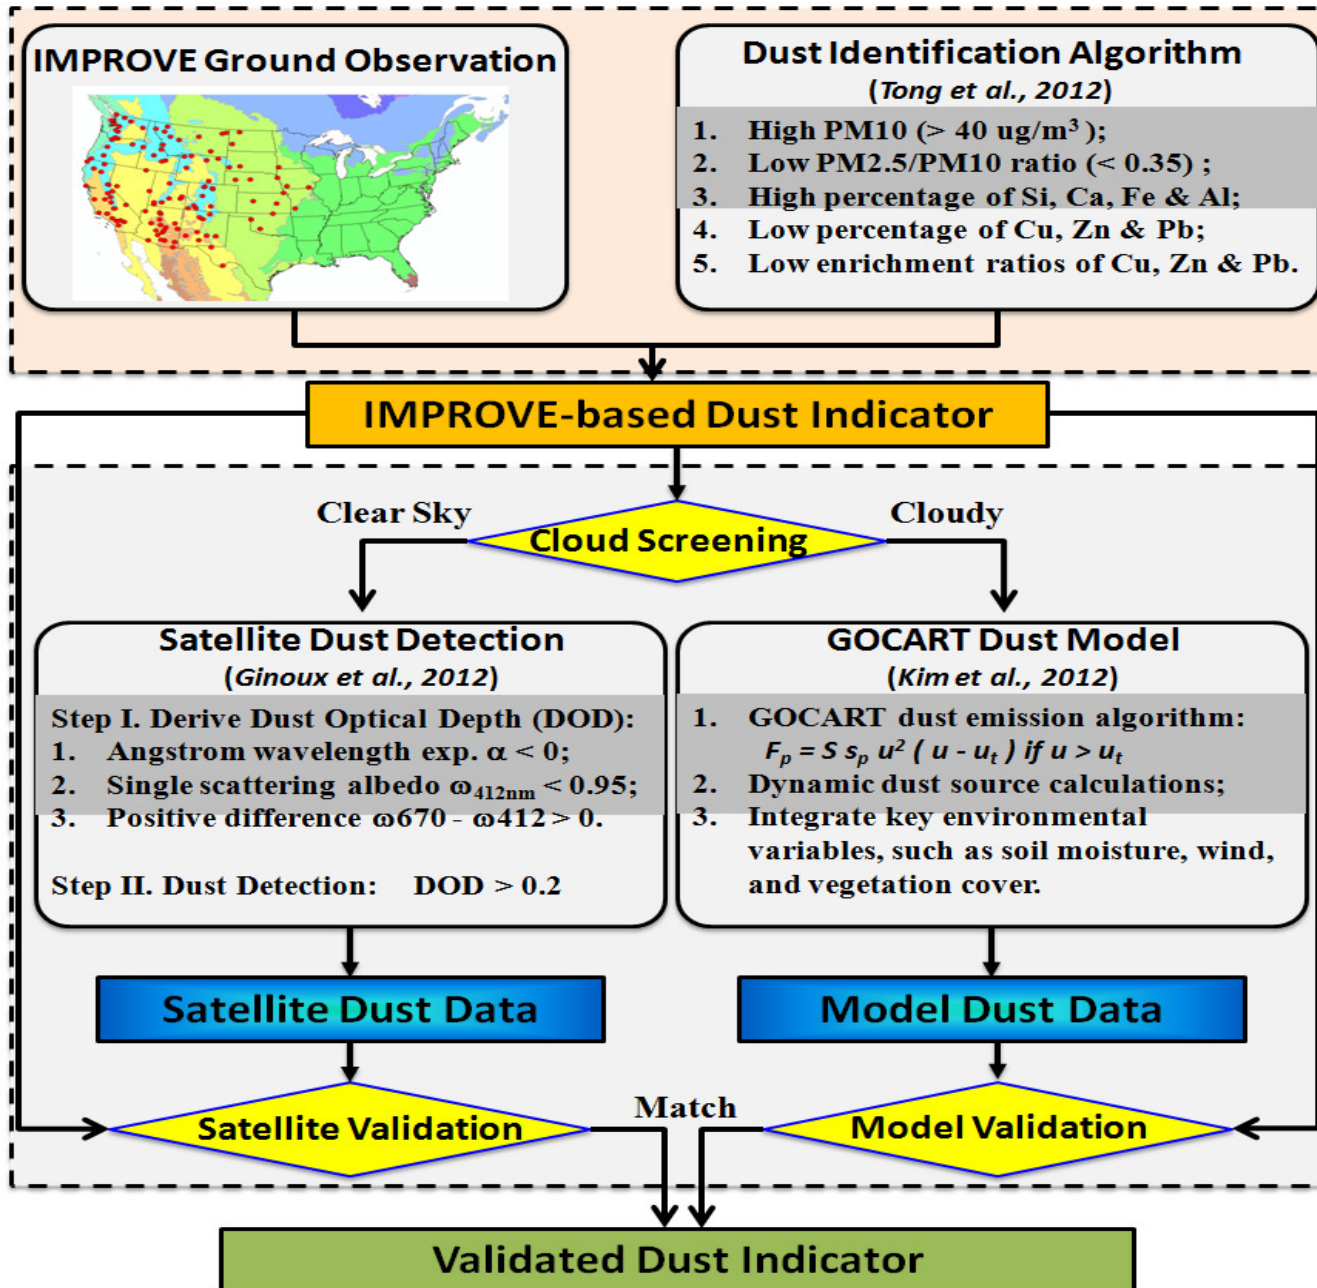 IMPROVE Ground Observation
Dust Identification Algorithm
(Tong et al., 2012)
1. High PM10 (> 40 ug/m³ );
2. Low PM2.5/PM10 ratio (< 0.35) ;
3. High percentage of Si, Ca, Fe & Al;
4. Low percentage of Cu, Zn & Pb;
5. Low enrichment ratios of Cu, Zn & Pb.
IMPROVE-based Dust Indicator
Clear Sky
Cloudy
Cloud Screening
Satellite Dust Detection
(Ginoux et al., 2012)
Step I. Derive Dust Optical Depth (DOD):
1. Angstrom wavelength exp. α < 0;
2. Single scattering albedo ω412nm < 0.95;
3. Positive difference ω670 - ω412 > 0.
Step II. Dust Detection: DOD > 0.2
GOCART Dust Model
(Kim et al., 2012)
1. GOCART dust emission algorithm:
Fp = S sp u² ( u - ut ) if u > ut
2. Dynamic dust source calculations;
3. Integrate key environmental
variables, such as soil moisture, wind,
and vegetation cover.
Satellite Dust Data
Model Dust Data
Satellite Validation
Match
Model Validation
Validated Dust Indicator